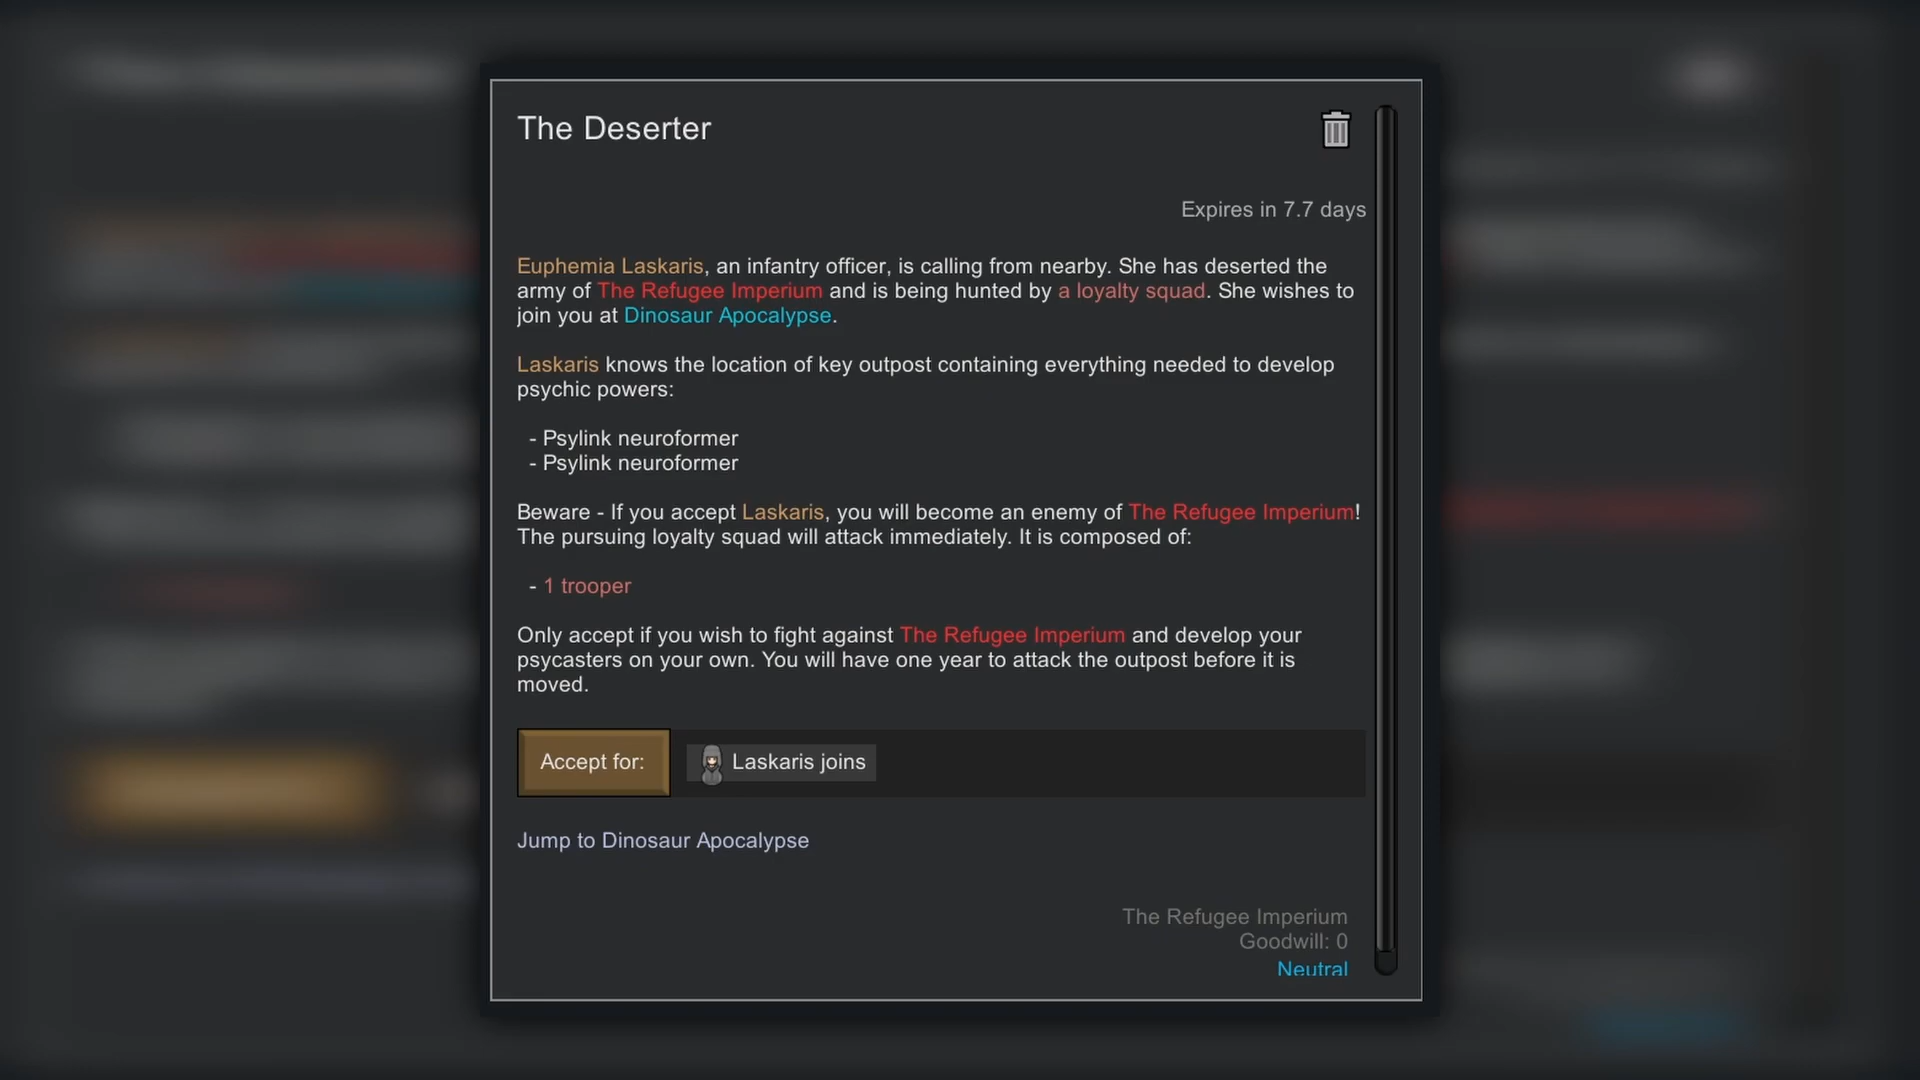 The Deserter
Expires in 7.7 days
Euphemia Laskaris, an infantry officer, is calling from nearby. She has deserted the
army of The Refugee Imperium and is being hunted by a loyalty squad. She wishes to
join you at Dinosaur Apocalypse.
Laskaris knows the location of key outpost containing everything needed to develop
psychic powers:
- Psylink neuroformer
- Psylink neuroformer
Beware - If you accept Laskaris, you will become an enemy of The Refugee Imperium!
The pursuing loyalty squad will attack immediately. It is composed of:
- 1 trooper
Only accept if you wish to fight against The Refugee Imperium and develop your
psycasters on your own. You will have one year to attack the outpost before it is
moved.
Accept for:
Laskaris joins
Jump to Dinosaur Apocalypse
The Refugee Imperium
Goodwill: 0
Neutral